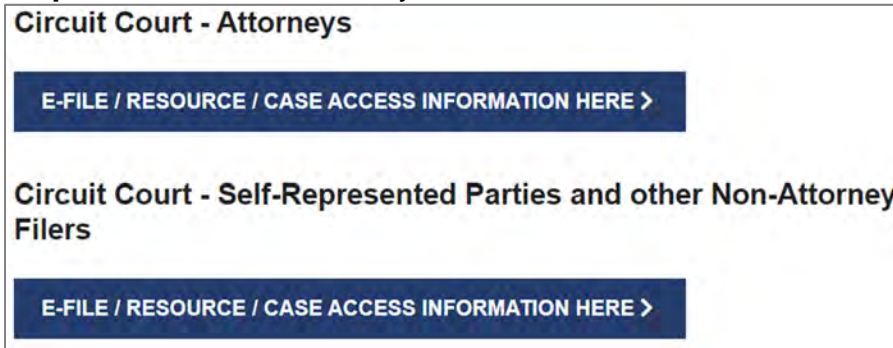 Circuit Court - Attorneys
E-FILE / RESOURCE / CASE ACCESS INFORMATION HERE >
Circuit Court - Self-Represented Parties and other Non-Attorney
Filers
E-FILE / RESOURCE / CASE ACCESS INFORMATION HERE >